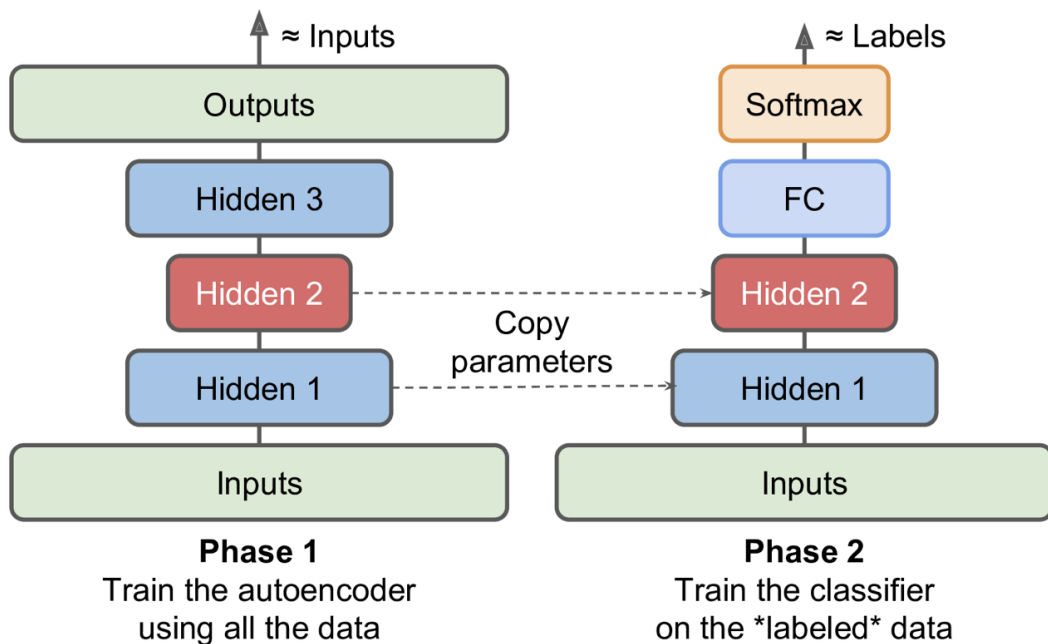 ≈ Inputs
Outputs
Hidden 3
Hidden 2
Hidden 1
Inputs
Phase 1
Train the autoencoder
using all the data
Copy
parameters
≈ Labels
Softmax
FC
Hidden 2
Hidden 1
Inputs
Phase 2
Train the classifier
on the *labeled* data